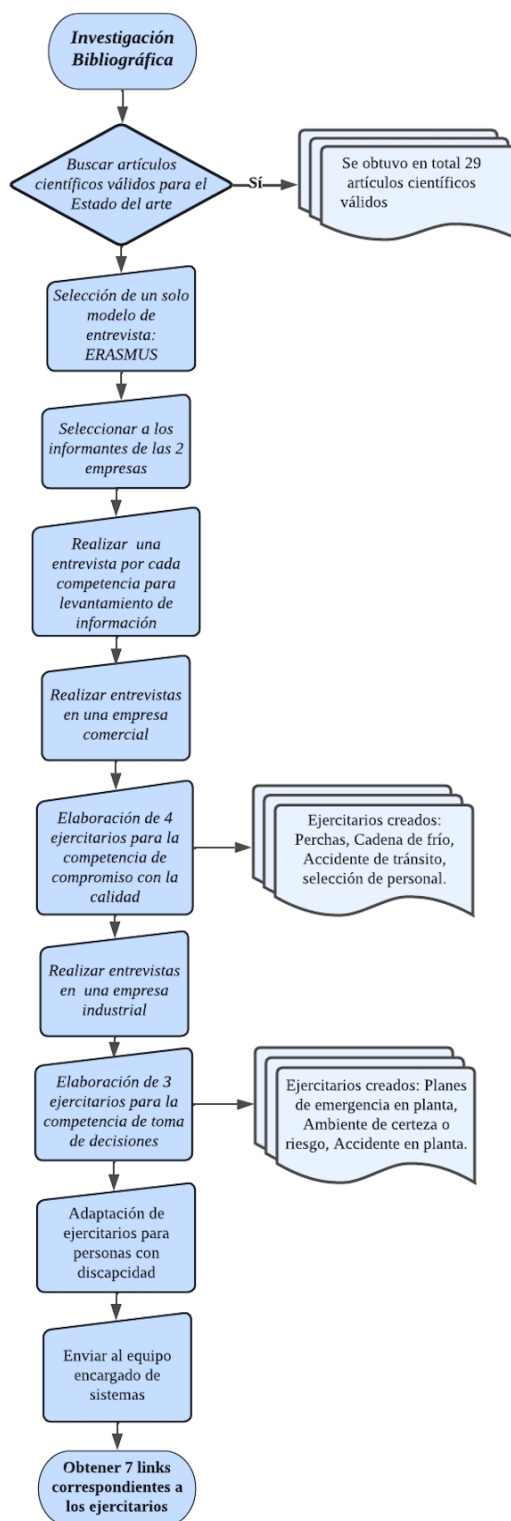 Investigación
Bibliográfica
Buscar artículos
científicos válidos para el
Estado del arte
Sí
Se obtuvo en total 29
artículos científicos
válidos
Selección de un solo
modelo de
entrevista:
ERASMUS
Seleccionar a los
informantes de las 2
empresas
Realizar una
entrevista por cada
competencia para
levantamiento de
información
Realizar entrevistas
en una empresa
comercial
Elaboración de 4
ejercitarios para la
competencia de
compromiso con la
calidad
Ejercitarios creados:
Perchas, Cadena de frío,
Accidente de tránsito,
selección de personal.
Realizar entrevistas
en una empresa
industrial
Elaboración de 3
ejercitarios para la
competencia de toma
de decisiones
Ejercitarios creados: Planes
de emergencia en planta,
Ambiente de certeza o
riesgo, Accidente en planta.
Adaptación de
ejercitarios para
personas con
discapcidad
Enviar al equipo
encargado de
sistemas
Obtener 7 links
correspondientes a
los ejercitarios